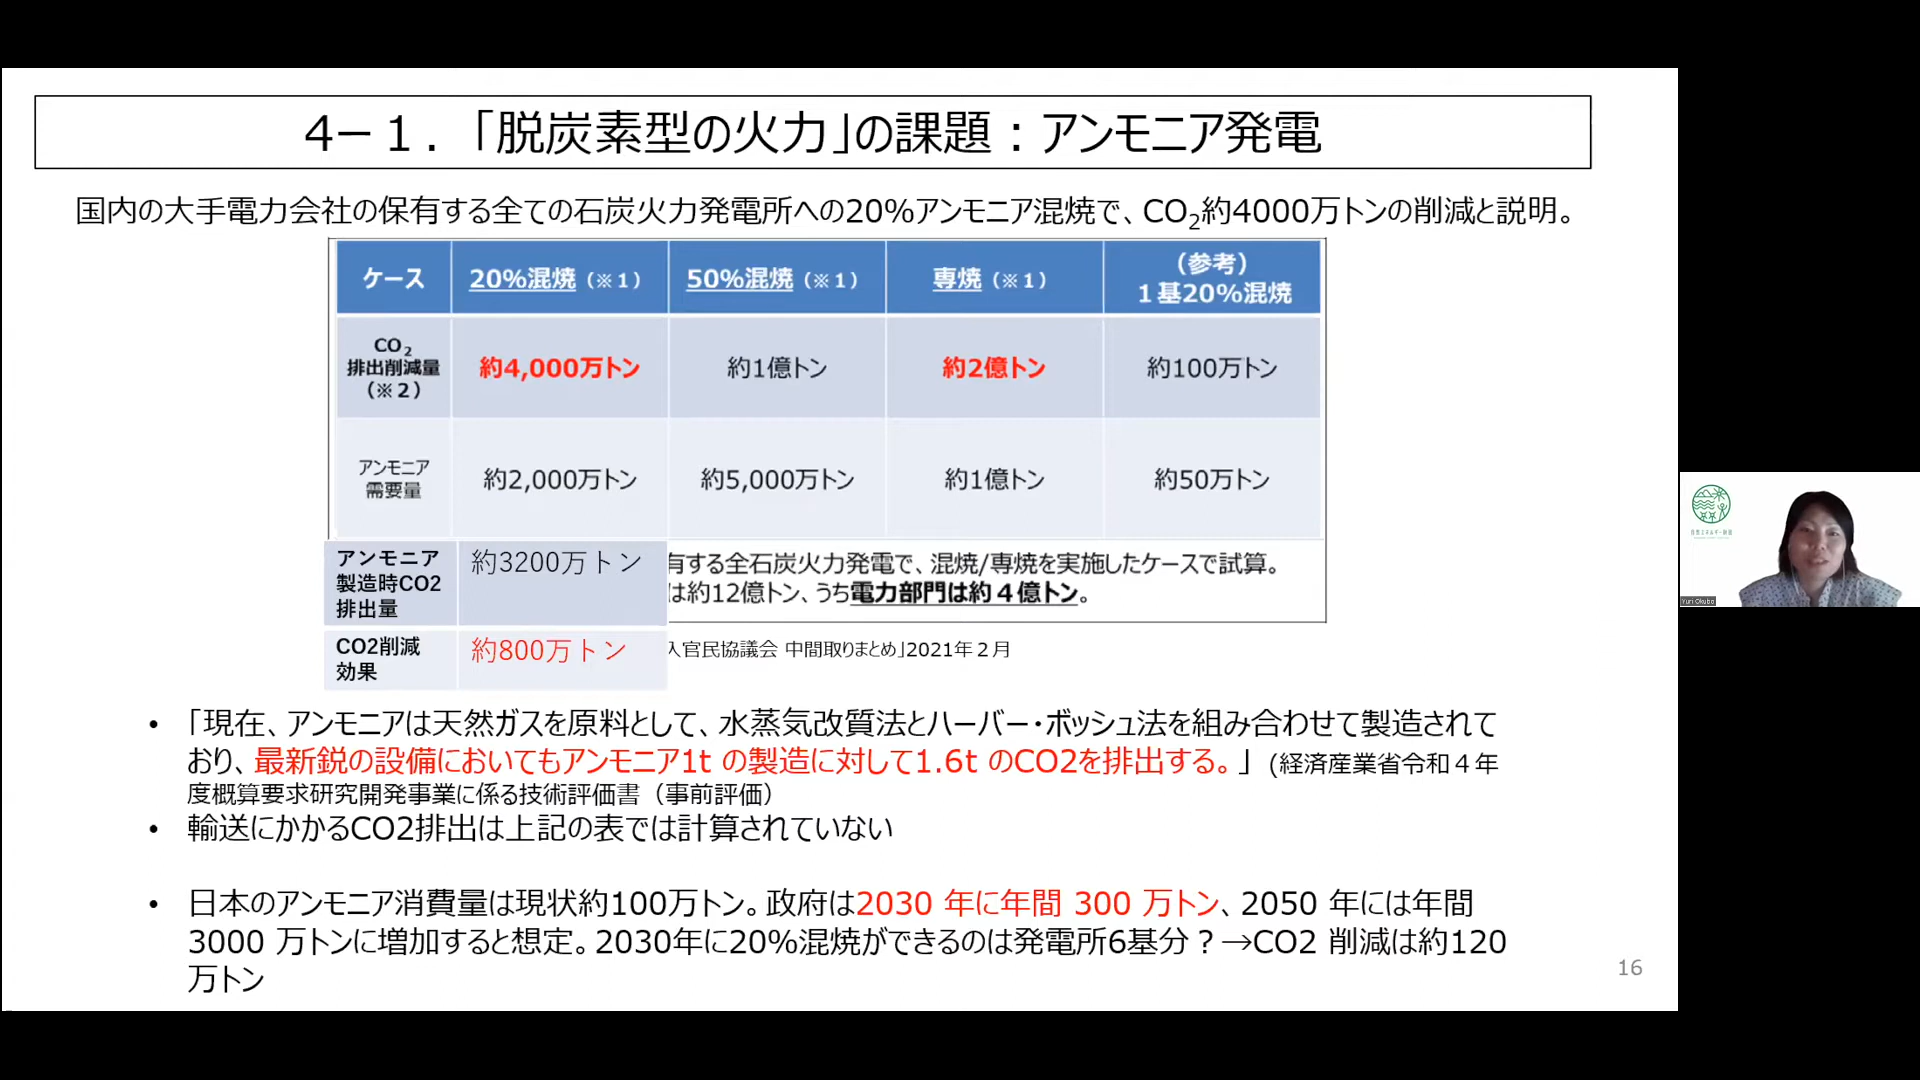 ４－１．「脱炭素型の火力」の課題：アンモニア発電
国内の大手電力会社の保有する全ての石炭火力発電所への20%アンモニア混焼で、CO2約4000万トンの削減と説明。
ケース 20%混焼（※１） 50%混焼（※１） 専焼（※１） （参考）
１基20%混焼
CO2
排出削減量
（※２）
約4,000万トン 約1億トン 約2億トン 約100万トン
アンモニア
需要量
約2,000万トン 約5,000万トン 約1億トン 約50万トン
アンモニア
製造時CO2
排出量
約3200万トン
有する全石炭火力発電で、混焼/専焼を実施したケースで試算。
は約12億トン、うち電力部門は約４億トン。
CO2削減
効果
約800万トン
入官民協議会 中間取りまとめ」2021年２月
• 「現在、アンモニアは天然ガスを原料として、水蒸気改質法とハーバー・ボッシュ法を組み合わせて製造されて
おり、最新鋭の設備においてもアンモニア1t の製造に対して1.6t のCO2を排出する。」(経済産業省令和４年
度概算要求研究開発事業に係る技術評価書（事前評価）
• 輸送にかかるCO2排出は上記の表では計算されていない
• 日本のアンモニア消費量は現状約100万トン。政府は2030 年に年間 300 万トン、2050 年には年間
3000 万トンに増加すると想定。2030年に20%混焼ができるのは発電所6基分？→CO2 削減は約120
万トン
16
Yuri Okubo